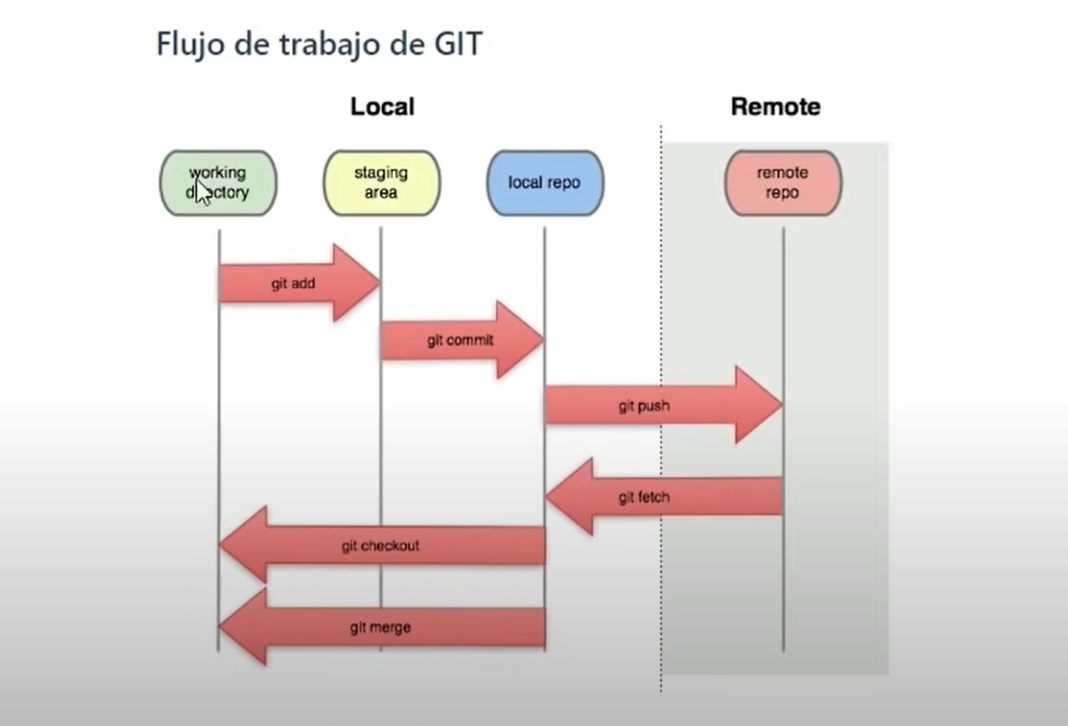 Flujo de trabajo de GIT
Local
Remote
working
directory
staging
area
local repo
remote
repo
git add
git commit
git push
git fetch
git checkout
git merge